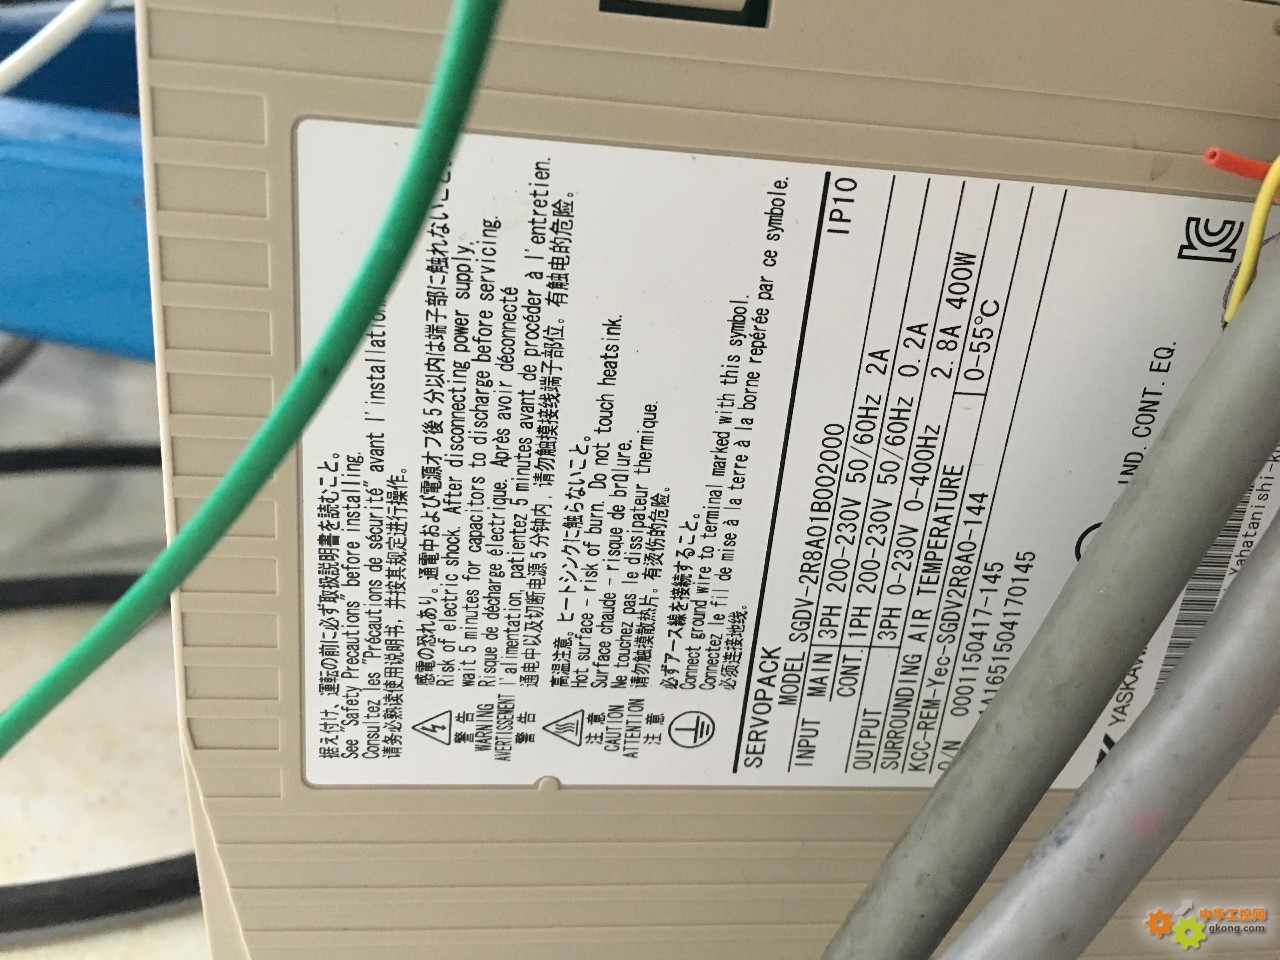 据え付け、運転の前に必ず取扱説明書を読むこと。
See "Safety Precautions" before installing.
Consultez les "Précautions de sécurité" avant l'installation
请务必熟读使用说明书，并按其规定进行操作。
警告
WARNING
AVERTISSEMENT
警告
感電の恐れあり。通電中および電源オフ後5分以内は端子部に触れないこと
Risk of electric shock. After disconnecting power supply,
wait 5 minutes for capacitors to discharge before servicing.
Risque de décharge électrique. Après avoir déconnecté
l'alimentation, patientez 5 minutes avant de procéder à l'entretien.
通电中以及切断电源5分钟内，请勿触摸接线端子部位。有触电的危险。
注意
CAUTION
ATTENTION
注意
高温注意。ヒートシンクに触らないこと。
Hot surface - risk of burn. Do not touch heatsink.
Surface chaude - risque de brûlure.
Ne touchez pas le dissipateur thermique.
请勿触摸散热片。有烫伤的危险。
必ずアース線を接続すること。
Connect ground wire to terminal marked with this symbol.
Connectez le fil de mise à la terre à la borne repérée par ce symbole.
必须连接地线。
SERVOPACK IP10
MODEL SGDV-2R8A01B002000
INPUT MAIN 3PH 200-230V 50/60Hz 2A
CONT. 1PH 200-230V 50/60Hz 0.2A
OUTPUT 3PH 0-230V 0-400Hz 2.8A 400W
SURROUNDING AIR TEMPERATURE 0-55°C
KCC-REM-Yec-SGDV2R8A0-144
O/N 0001150417-145
1A1651504170145
IND. CONT. EQ.
YASKAWA
Yahatanishi-K
中华工控网
gkong.com